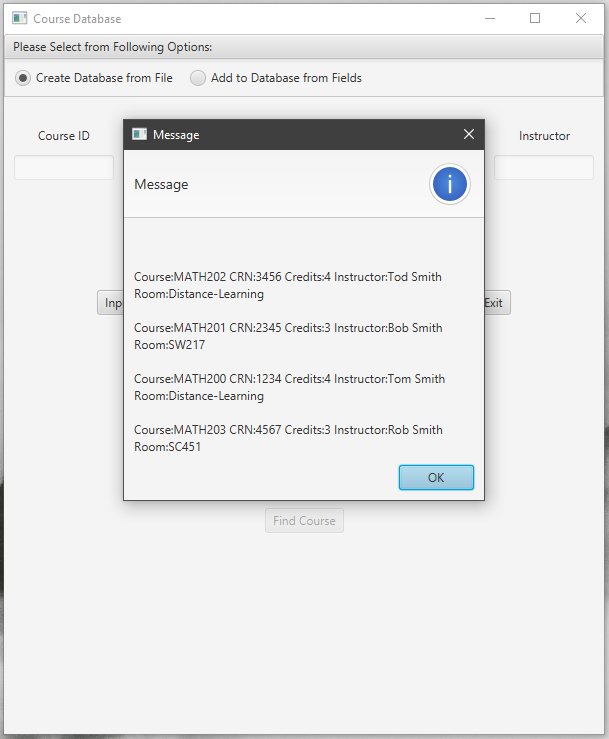 Course Database
Please Select from Following Options:
Create Database from File
Add to Database from Fields
Course ID
Instructor
Message
Message
Course:MATH202 CRN:3456 Credits:4 Instructor:Tod Smith
Room:Distance-Learning
Course:MATH201 CRN:2345 Credits:3 Instructor:Bob Smith
Room:SW217
Course:MATH200 CRN:1234 Credits:4 Instructor:Tom Smith
Room:Distance-Learning
Course:MATH203 CRN:4567 Credits:3 Instructor:Rob Smith
Room:SC451
OK
Exit
Find Course